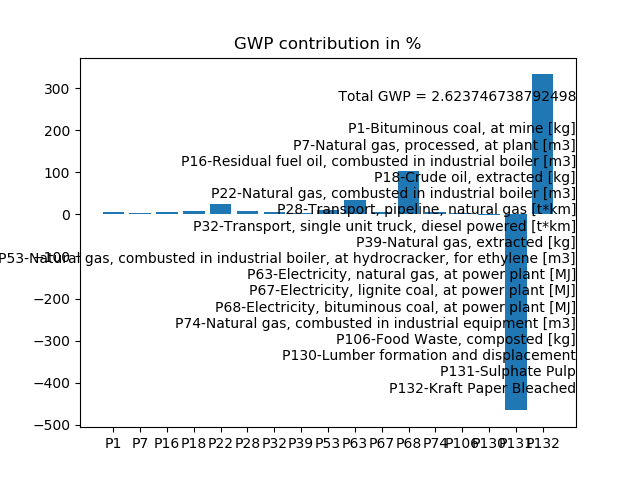 GWP contribution in %
Total GWP = 2.623746738792498
P1-Bituminous coal, at mine [kg]
P7-Natural gas, processed, at plant [m3]
P16-Residual fuel oil, combusted in industrial boiler [m3]
P18-Crude oil, extracted [kg]
P22-Natural gas, combusted in industrial boiler [m3]
P28-Transport, pipeline, natural gas [t*km]
P32-Transport, single unit truck, diesel powered [t*km]
P39-Natural gas, extracted [kg]
P53-Natural gas, combusted in industrial boiler, at hydrocracker, for ethylene [m3]
P63-Electricity, natural gas, at power plant [MJ]
P67-Electricity, lignite coal, at power plant [MJ]
P68-Electricity, bituminous coal, at power plant [MJ]
P74-Natural gas, combusted in industrial equipment [m3]
P106-Food Waste, composted [kg]
P130-Lumber formation and displacement
P131-Sulphate Pulp
P132-Kraft Paper Bleached
300
200
100
0
−100
−200
−300
−400
−500
P1 P7 P16 P18 P22 P28 P32 P39 P53 P63 P67 P68 P74 P106 P130 P131 P132